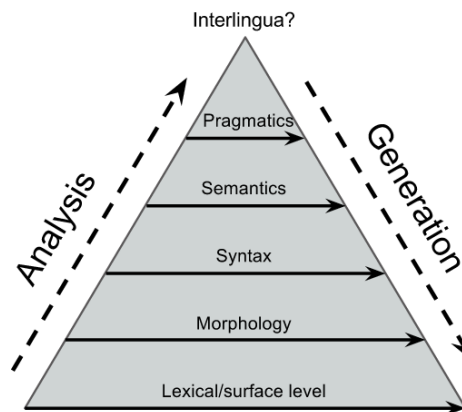 Interlingua?
Pragmatics
Semantics
Syntax
Morphology
Lexical/surface level
Analysis
Generation